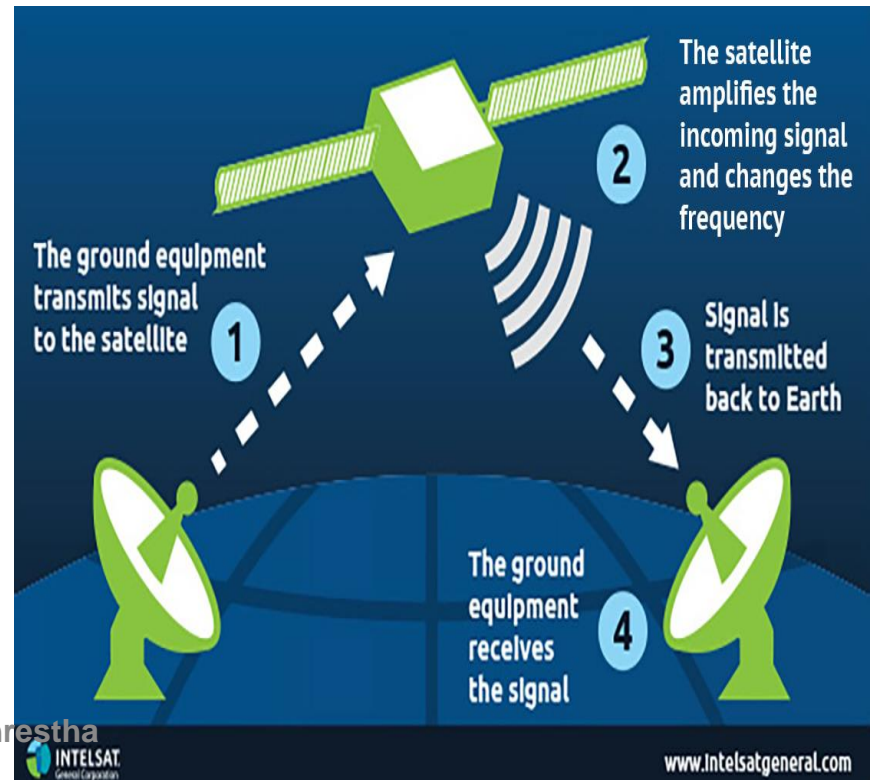 The satellite
amplifies the
incoming signal
and changes the
frequency
2
The ground equipment
transmits signal
to the satellite
1
3
Signal is
transmitted
back to Earth
The ground
equipment
receives
the signal
4
INTELSAT
General Corporation
www.intelsatgeneral.com